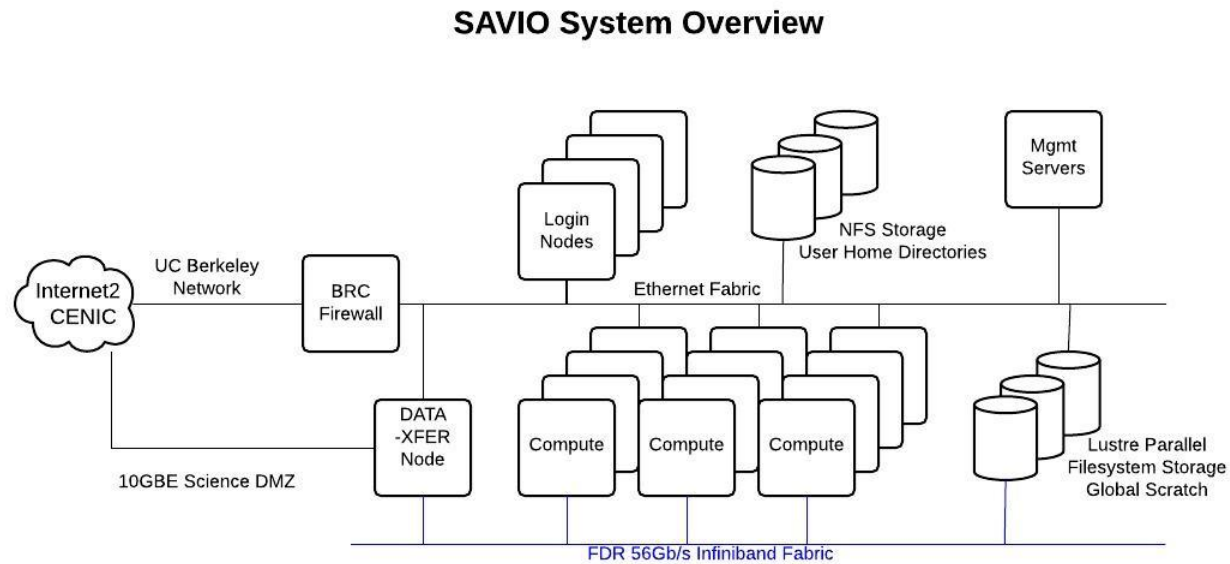 SAVIO System Overview
Mgmt
Servers
Login
Nodes
NFS Storage
User Home Directories
UC Berkeley
Network
Internet2
CENIC
BRC
Firewall
Ethernet Fabric
DATA
-XFER
Node
Compute
Compute
Compute
Lustre Parallel
Filesystem Storage
Global Scratch
10GBE Science DMZ
FDR 56Gb/s Infiniband Fabric